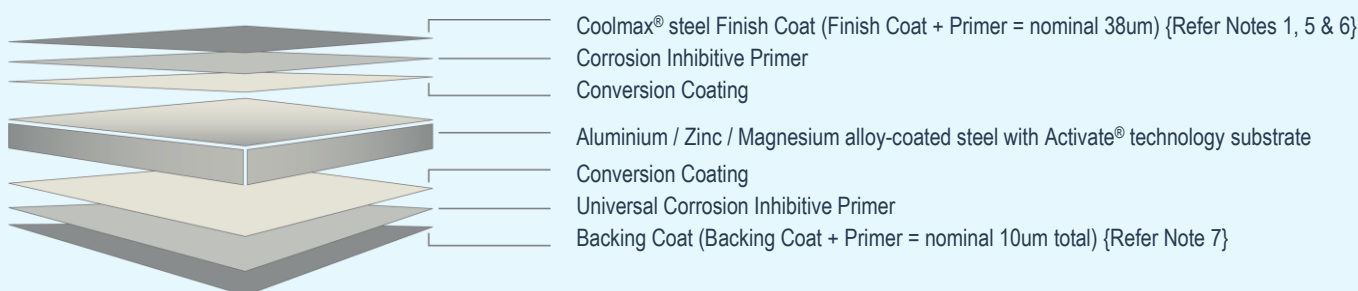 Coolmax® steel Finish Coat (Finish Coat + Primer = nominal 38um) {Refer Notes 1, 5 & 6}
Corrosion Inhibitive Primer
Conversion Coating
Aluminium / Zinc / Magnesium alloy-coated steel with Activate® technology substrate
Conversion Coating
Universal Corrosion Inhibitive Primer
Backing Coat (Backing Coat + Primer = nominal 10um total) {Refer Note 7}